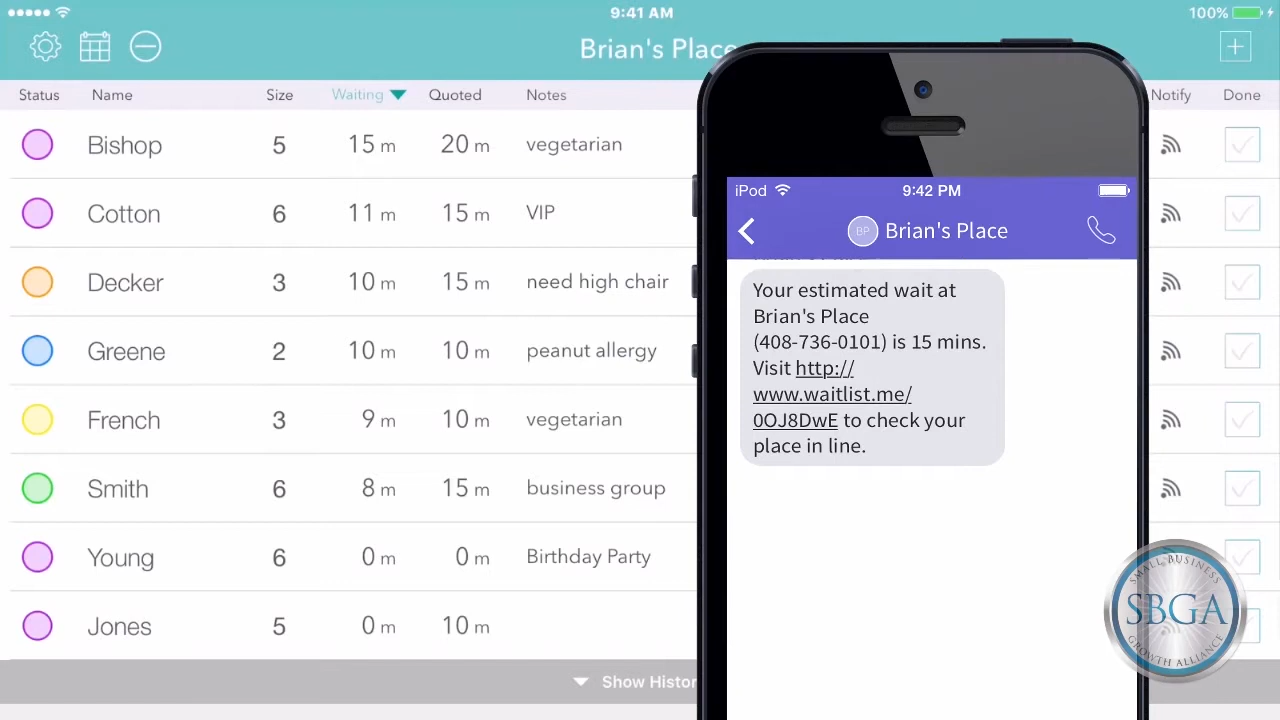 9:41 AM
100%
Brian's Place
Status Name Size Waiting Quoted Notes Notify Done
Bishop 5 15 m 20 m vegetarian
Cotton 6 11 m 15 m VIP
Decker 3 10 m 15 m need high chair
Greene 2 10 m 10 m peanut allergy
French 3 9 m 10 m vegetarian
Smith 6 8 m 15 m business group
Young 6 0 m 0 m Birthday Party
Jones 5 0 m 10 m
Show Histor
iPod 9:42 PM
BP Brian's Place
Your estimated wait at
Brian's Place
(408-736-0101) is 15 mins.
Visit http://
www.waitlist.me/
0OJ8DwE to check your
place in line.
SMALL BUSINESS
SBGA
GROWTH ALLIANCE